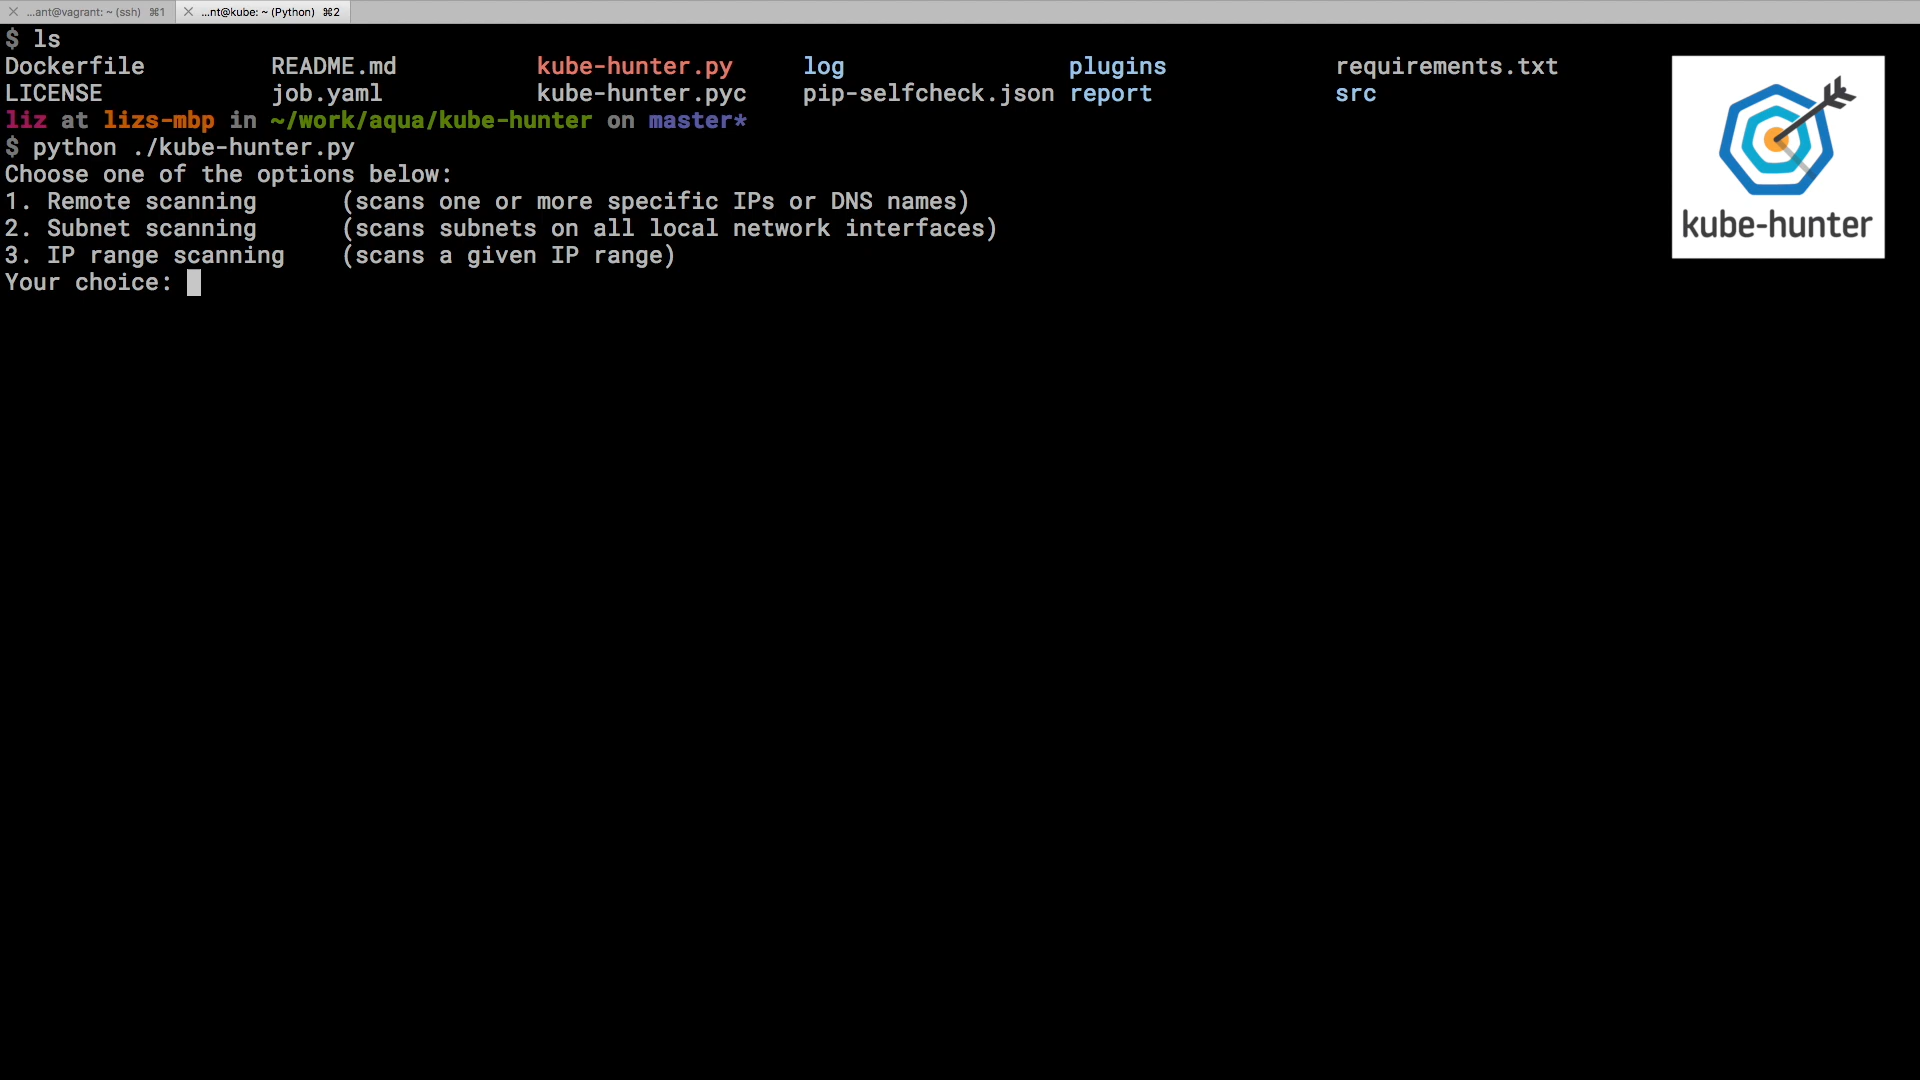 ...ant@vagrant: ~ (ssh) ⌘1 ...nt@kube: ~ (Python) ⌘2
$ ls
Dockerfile README.md kube-hunter.py log plugins requirements.txt
LICENSE job.yaml kube-hunter.pyc pip-selfcheck.json report src
liz at lizs-mbp in ~/work/aqua/kube-hunter on master*
$ python ./kube-hunter.py
Choose one of the options below:
1. Remote scanning (scans one or more specific IPs or DNS names)
2. Subnet scanning (scans subnets on all local network interfaces)
3. IP range scanning (scans a given IP range)
Your choice:
kube-hunter